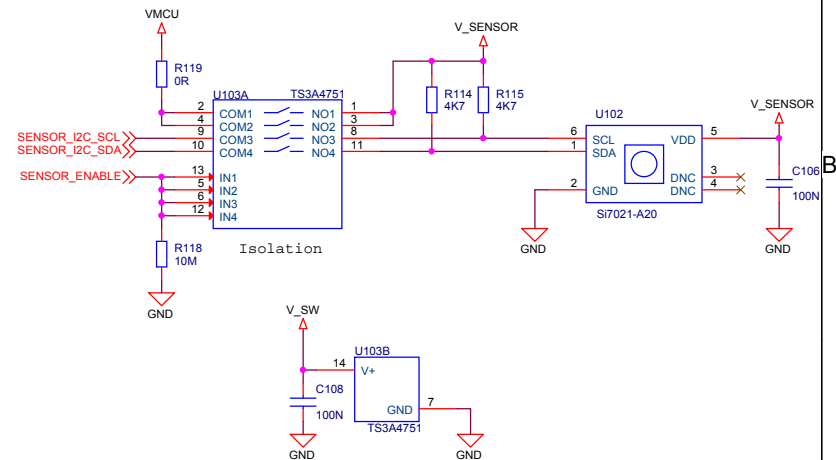 VMCU
V_SENSOR
R119
0R
U103A
TS3A4751
R114
4K7
R115
4K7
V_SENSOR
U102
2 COM1 NO1 1
4 COM2 NO2 3
SENSOR_I2C_SCL 9 COM3 NO3 8
SENSOR_I2C_SDA 10 COM4 NO4 11
6 SCL VDD 5
1 SDA
B
SENSOR_ENABLE 13 IN1
5 IN2
6 IN3
12 IN4
DNC 3
DNC 4
2 GND
C106
100N
Si7021-A20
R118
10M
Isolation
GND
GND
GND
V_SW
U103B
14 V+
C108
100N
GND 7
TS3A4751
GND
GND